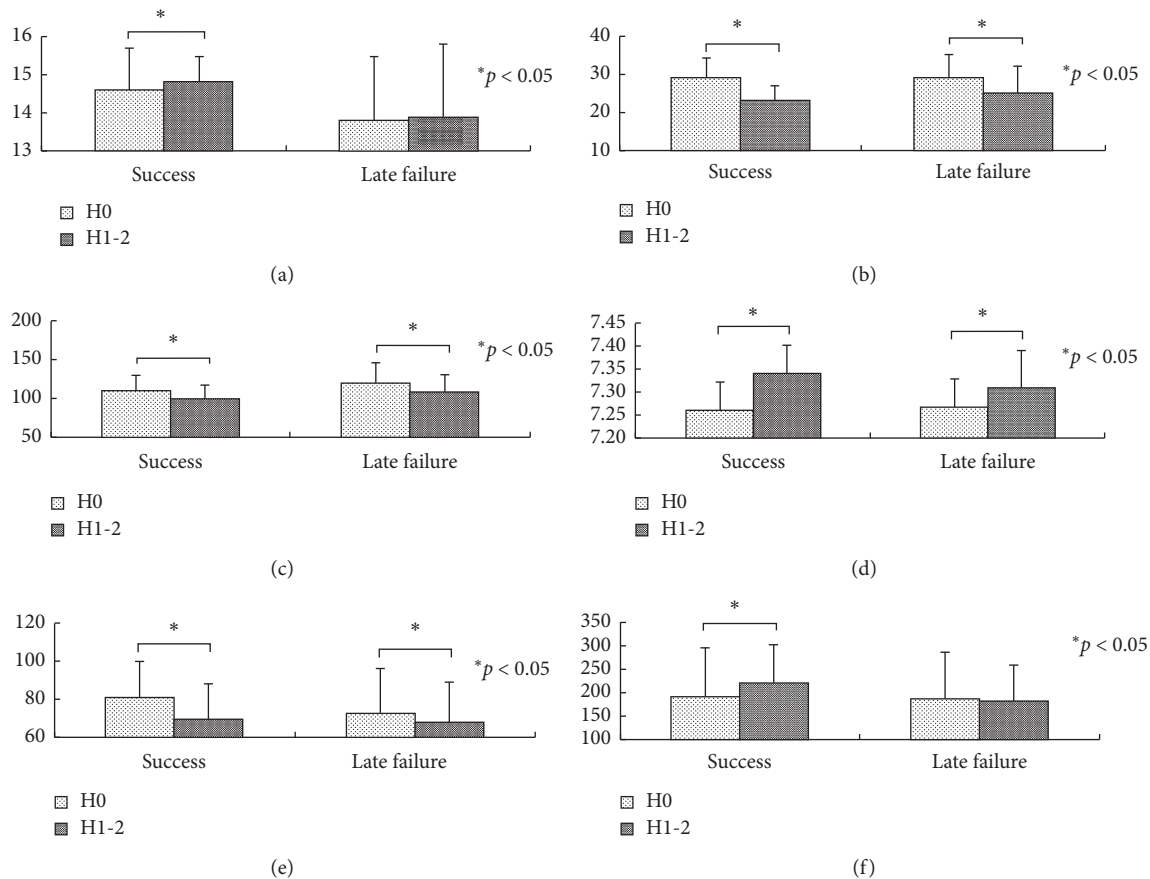 16
15
14
13
*
*p < 0.05
Success
Late failure
H0
H1-2
(a)
40
30
20
10
*
*
*p < 0.05
Success
Late failure
H0
H1-2
(b)
200
150
100
50
*
*
*p < 0.05
Success
Late failure
H0
H1-2
(c)
7.45
7.40
7.35
7.30
7.25
7.20
*
*
*p < 0.05
Success
Late failure
H0
H1-2
(d)
120
100
80
60
*
*
*p < 0.05
Success
Late failure
H0
H1-2
(e)
350
300
250
200
150
100
*
*p < 0.05
Success
Late failure
H0
H1-2
(f)